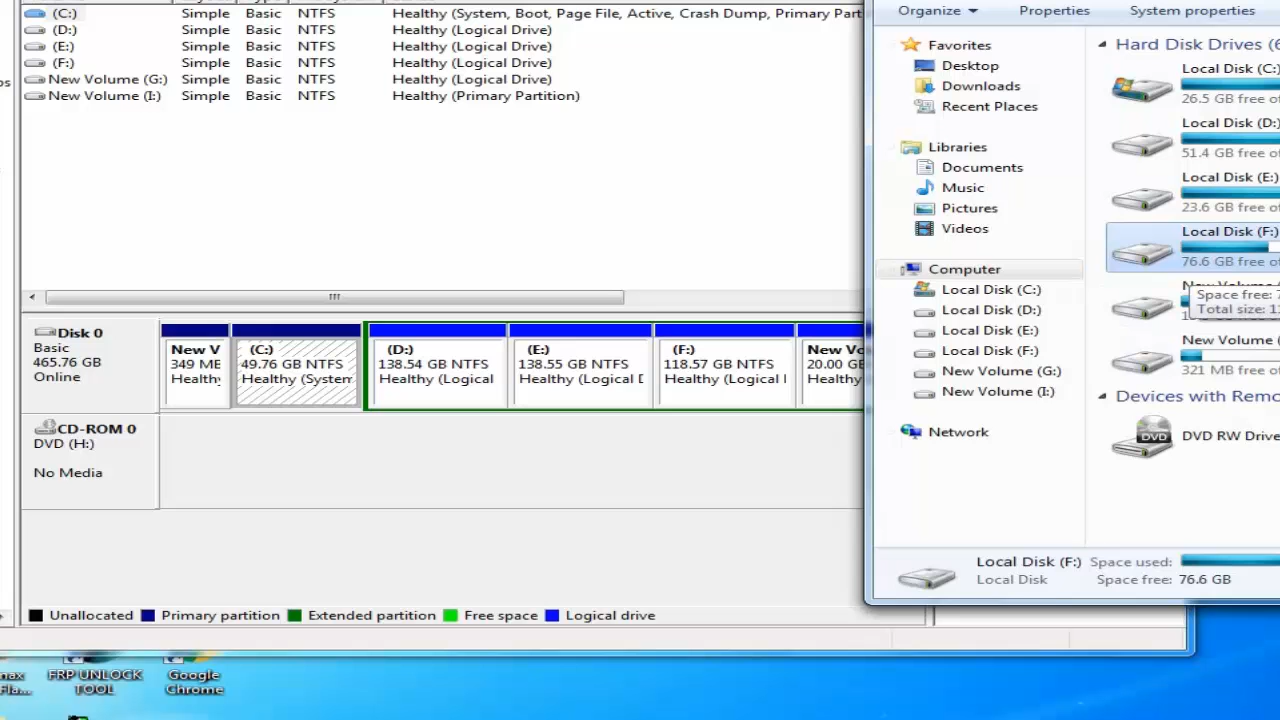 (C:) Simple Basic NTFS Healthy (System, Boot, Page File, Active, Crash Dump, Primary Part
(D:) Simple Basic NTFS Healthy (Logical Drive)
(E:) Simple Basic NTFS Healthy (Logical Drive)
(F:) Simple Basic NTFS Healthy (Logical Drive)
New Volume (G:) Simple Basic NTFS Healthy (Logical Drive)
New Volume (I:) Simple Basic NTFS Healthy (Primary Partition)
Disk 0
Basic
465.76 GB
Online
New V
349 ME
Healthy
(C:)
49.76 GB NTFS
Healthy (System
(D:)
138.54 GB NTFS
Healthy (Logical
(E:)
138.55 GB NTFS
Healthy (Logical D
(F:)
118.57 GB NTFS
Healthy (Logical I
New Vo
20.00 GB
Healthy
CD-ROM 0
DVD (H:)
No Media
Unallocated Primary partition Extended partition Free space Logical drive
Organize Properties System properties
Favorites
Desktop
Downloads
Recent Places
Libraries
Documents
Music
Pictures
Videos
Computer
Local Disk (C:)
Local Disk (D:)
Local Disk (E:)
Local Disk (F:)
New Volume (G:)
New Volume (I:)
Network
Hard Disk Drives (6
Local Disk (C:)
26.5 GB free of
Local Disk (D:)
51.4 GB free of
Local Disk (E:)
23.6 GB free of
Local Disk (F:)
76.6 GB free of
Space free: 7
Total size: 11
New Volume
321 MB free of
Devices with Remo
DVD RW Drive
Local Disk (F:) Space used:
Local Disk Space free: 76.6 GB
FRP UNLOCK
TOOL
Google
Chrome